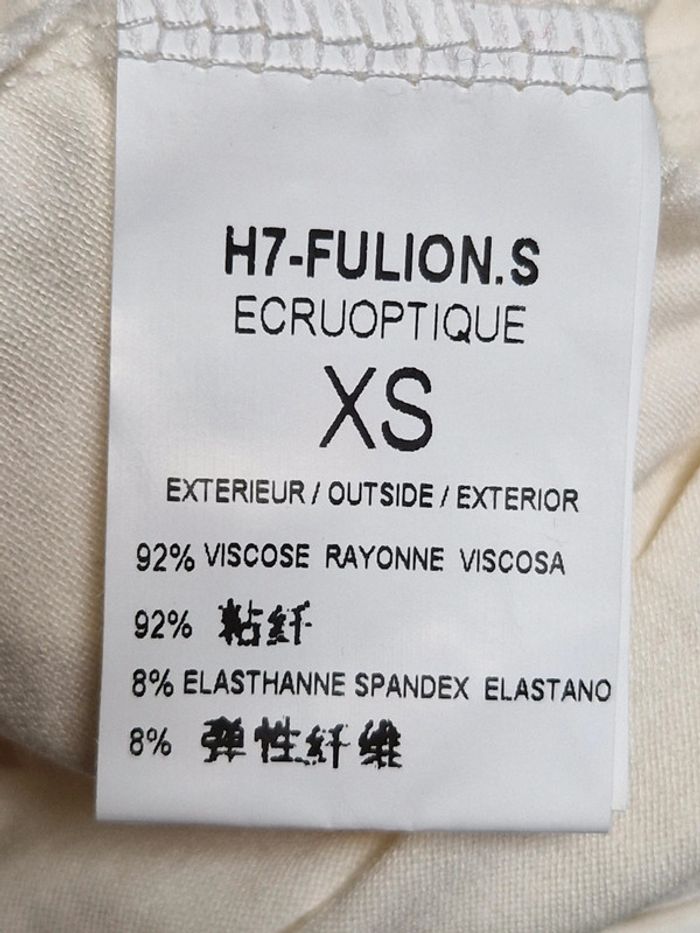 H7-FULION.S
ECRUOPTIQUE
XS
EXTERIEUR / OUTSIDE / EXTERIOR
92% VISCOSE RAYONNE VISCOSA
92% 粘纤
8% ELASTHANNE SPANDEX ELASTANO
8% 弹性纤维